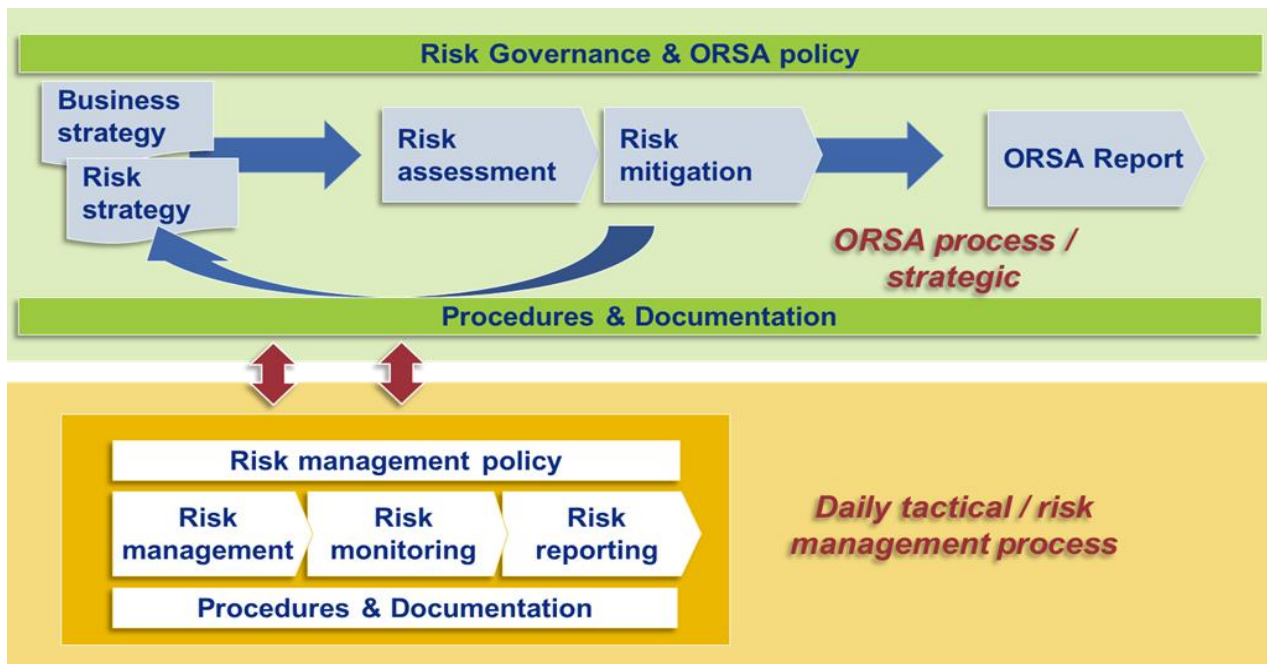 Risk Governance & ORSA policy
Business
strategy
Risk
strategy
Risk
assessment
Risk
mitigation
ORSA Report
ORSA process /
strategic
Procedures & Documentation
Risk management policy
Risk
management
Risk
monitoring
Risk
reporting
Procedures & Documentation
Daily tactical / risk
management process